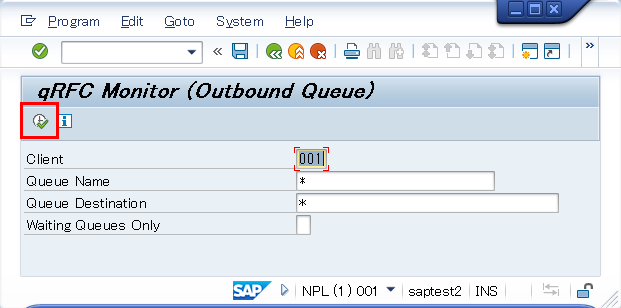 Program Edit Goto System Help
qRFC Monitor (Outbound Queue)
Client 001
Queue Name *
Queue Destination *
Waiting Queues Only
SAP NPL (1) 001 saptest2 INS